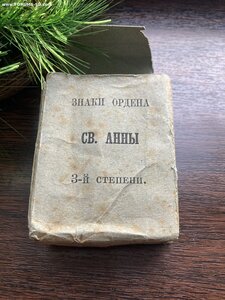 ЗНАКИ ОРДЕНА
СВ. АННЫ
3-й СТЕПЕНИ.